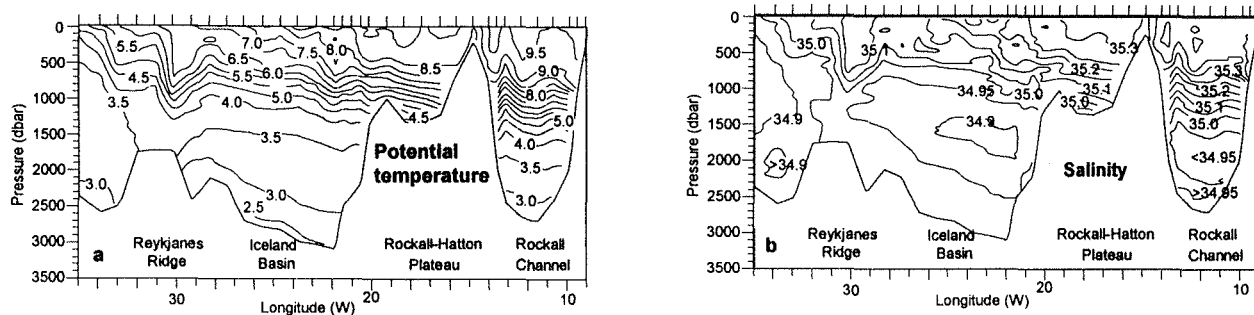 0
500
1000
1500
2000
2500
3000
3500
Pressure (dbar)
5.5
7.0
8.0
9.5
6.5
7.5
4.5
5.5
6.0
8.5
9.0
3.5
4.0
5.0
8.0
4.5
5.0
3.5
4.0
3.0
3.0
3.5
2.5
3.0
Potential
temperature
a
Reykjanes
Ridge
Iceland
Basin
Rockall-Hatton
Plateau
Rockall
Channel
30
20
10
Longitude (W)
0
500
1000
1500
2000
2500
3000
3500
Pressure (dbar)
35.0
35.1
35.3
35.2
35.3
34.95
35.0
35.1
35.2
35.0
35.1
34.9
34.9
35.0
>34.9
<34.95
<
>34.95
Salinity
b
Reykjanes
Ridge
Iceland
Basin
Rockall-Hatton
Plateau
Rockall
Channel
30
20
10
Longitude (W)